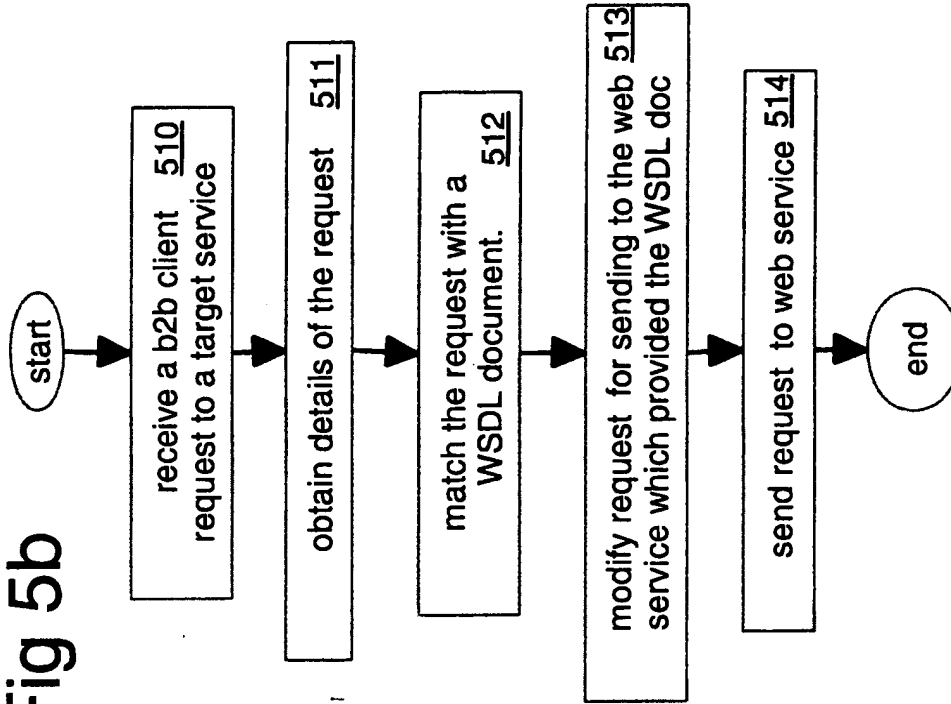 Fig 5b
start
receive a b2b client 510
request to a target service
obtain details of the request 511
match the request with a
WSDL document. 512
modify request for sending to the web 513
service which provided the WSDL doc
send request to web service 514
end